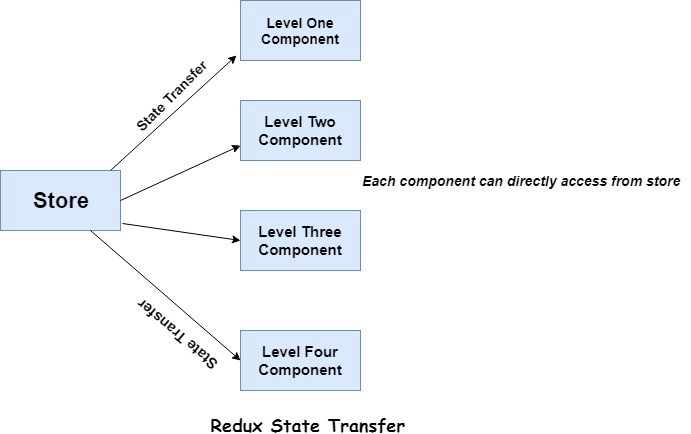 Level One
Component
State Transfer
Level Two
Component
Each component can directly access from store
Store
Level Three
Component
State Transfer
Level Four
Component
Redux State Transfer